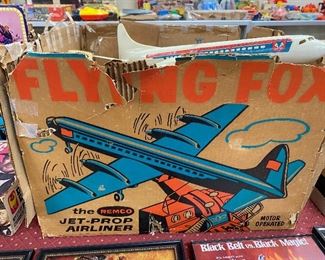 FLYING FOX
the REMCO
JET-PROP
AIRLINER
MOTOR
OPERATED
Black Belt vs. Black Magic!